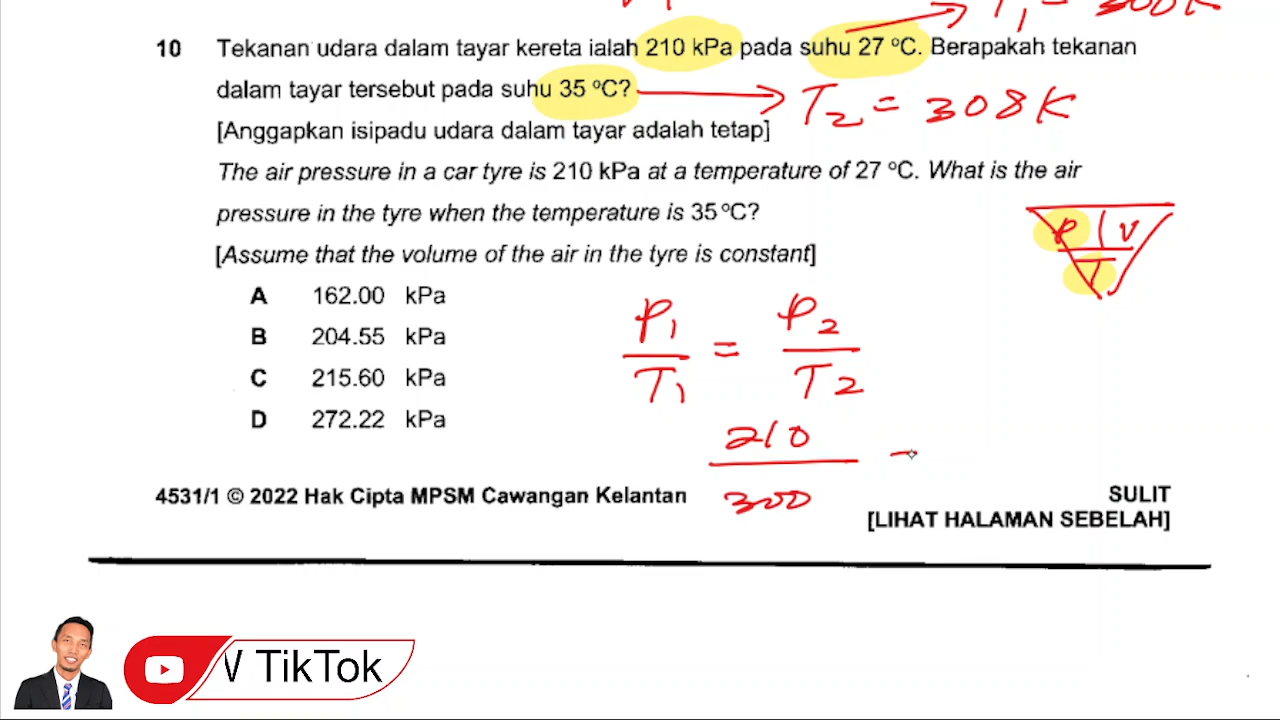 T1 = 300K
10 Tekanan udara dalam tayar kereta ialah 210 kPa pada suhu 27 °C. Berapakah tekanan
dalam tayar tersebut pada suhu 35 °C?
T2 = 308K
[Anggapkan isipadu udara dalam tayar adalah tetap]
The air pressure in a car tyre is 210 kPa at a temperature of 27 °C. What is the air
pressure in the tyre when the temperature is 35 °C?
P V
T
[Assume that the volume of the air in the tyre is constant]
A 162.00 kPa
B 204.55 kPa
C 215.60 kPa
D 272.22 kPa
P1/T1 = P2/T2
210/300
4531/1 © 2022 Hak Cipta MPSM Cawangan Kelantan
SULIT
[LIHAT HALAMAN SEBELAH]
TikTok